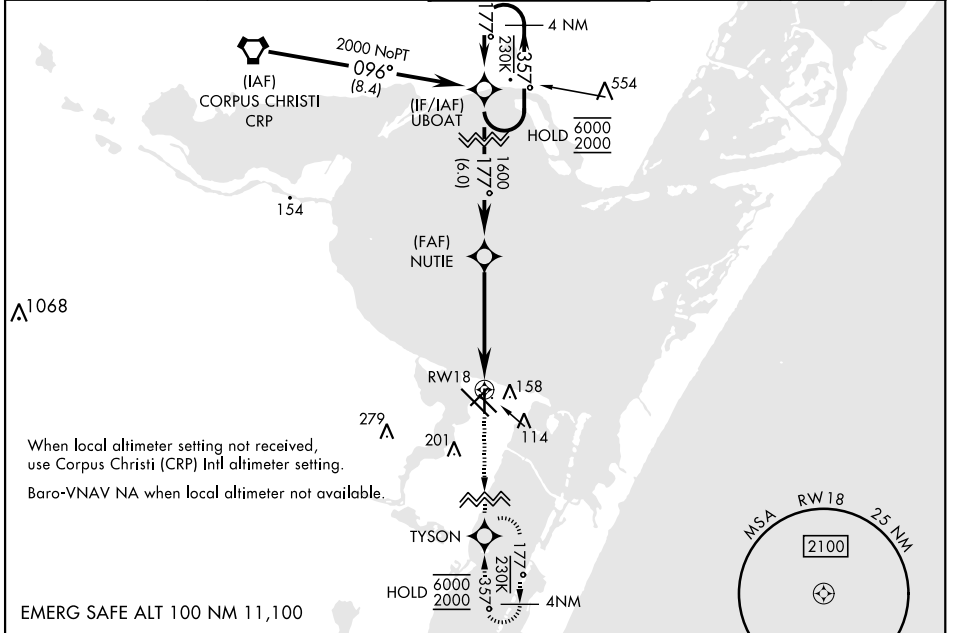 177°
4 NM
230K
357°
2000 NoPT
096°
(8.4)
(IAF)
CORPUS CHRISTI
CRP
(IF/IAF)
UBOAT
554
HOLD 6000
2000
1600
177°
(6.0)
154
(FAF)
NUTIE
1068
RW18
158
114
279
201
When local altimeter setting not received,
use Corpus Christi (CRP) Intl altimeter setting.
Baro-VNAV NA when local altimeter not available.
TYSON
177°
230K
HOLD 6000
2000
357°
4NM
MSA RW 18 25 NM
2100
EMERG SAFE ALT 100 NM 11,100